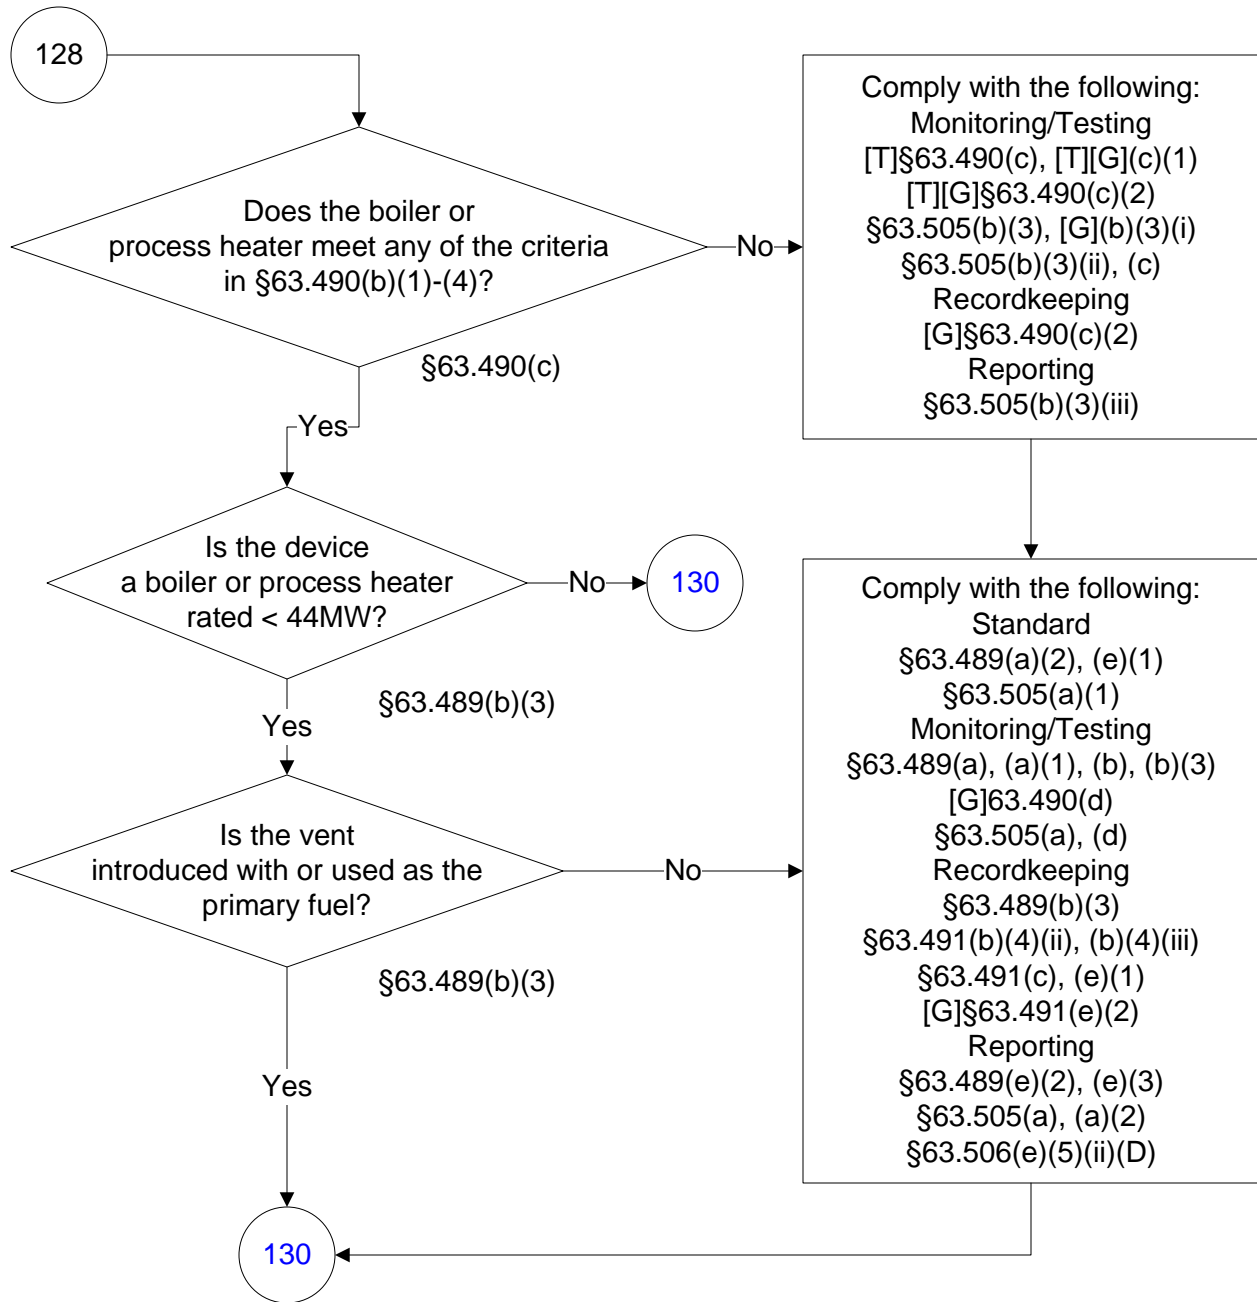 128
Does the boiler or
process heater meet any of the criteria
in §63.490(b)(1)-(4)?
No
§63.490(c)
Comply with the following:
Monitoring/Testing
[T]§63.490(c), [T][G](c)(1)
[T][G]§63.490(c)(2)
§63.505(b)(3), [G](b)(3)(i)
§63.505(b)(3)(ii), (c)
Recordkeeping
[G]§63.490(c)(2)
Reporting
§63.505(b)(3)(iii)
Yes
Is the device
a boiler or process heater
rated < 44MW?
No
130
§63.489(b)(3)
Yes
Is the vent
introduced with or used as the
primary fuel?
No
§63.489(b)(3)
Comply with the following:
Standard
§63.489(a)(2), (e)(1)
§63.505(a)(1)
Monitoring/Testing
§63.489(a), (a)(1), (b), (b)(3)
[G]63.490(d)
§63.505(a), (d)
Recordkeeping
§63.489(b)(3)
§63.491(b)(4)(ii), (b)(4)(iii)
§63.491(c), (e)(1)
[G]§63.491(e)(2)
Reporting
§63.489(e)(2), (e)(3)
§63.505(a), (a)(2)
§63.506(e)(5)(ii)(D)
Yes
130